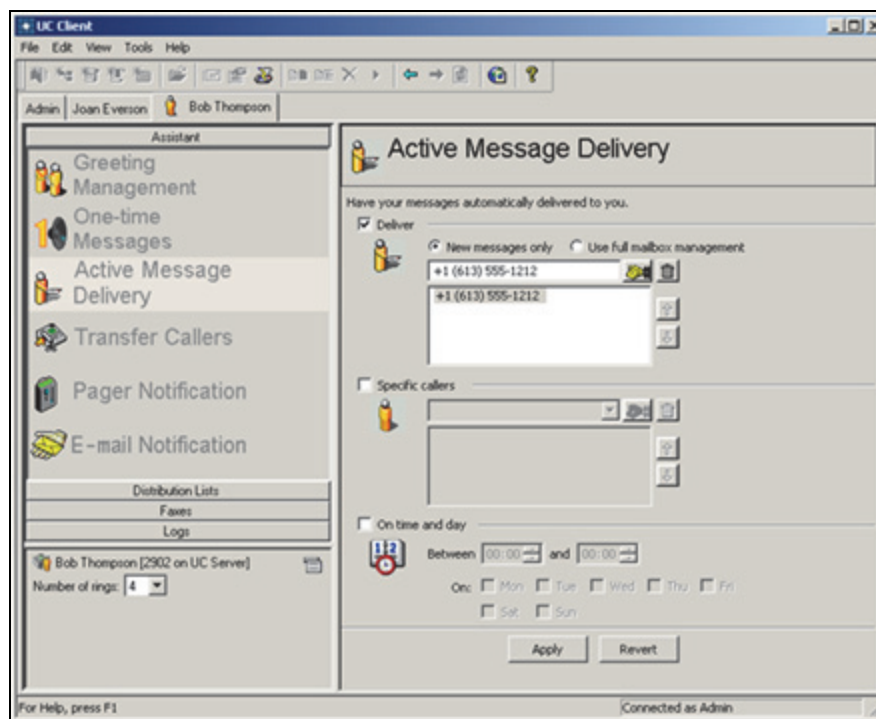 UC Client
File Edit View Tools Help
Admin Joan Everson Bob Thompson
Assistant
Greeting
Management
One-time
Messages
Active Message
Delivery
Transfer Callers
Pager Notification
E-mail Notification
Distribution Lists
Faxes
Logs
Bob Thompson [2902 on UC Server]
Number of rings: 4
Active Message Delivery
Have your messages automatically delivered to you.
Deliver
New messages only Use full mailbox management
+1 (613) 555-1212
+1 (613) 555-1212
Specific callers
On time and day
12
Between 00:00 and 00:00
On: Mon Tue Wed Thu Fri
Sat Sun
Apply Revert
For Help, press F1 Connected as Admin